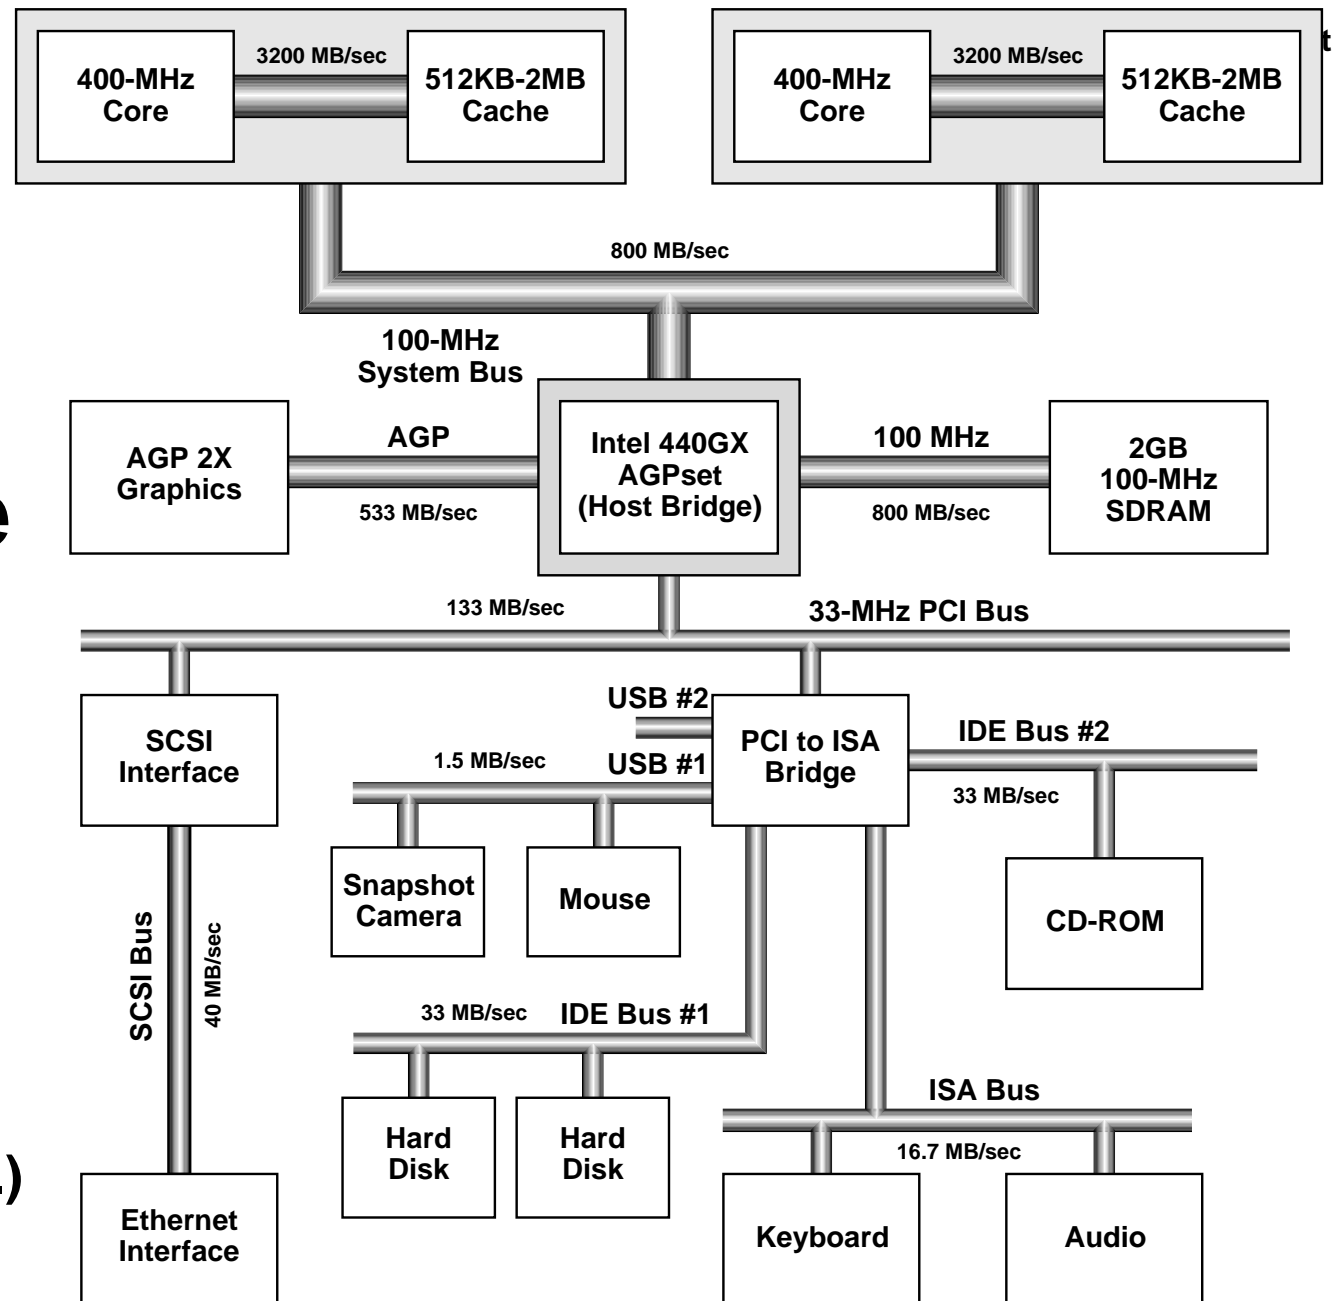 3200 MB/sec
400-MHz
Core
512KB-2MB
Cache
3200 MB/sec
400-MHz
Core
512KB-2MB
Cache
t
800 MB/sec
100-MHz
System Bus
AGP 2X
Graphics
AGP
533 MB/sec
Intel 440GX
AGPset
(Host Bridge)
100 MHz
800 MB/sec
2GB
100-MHz
SDRAM
e
133 MB/sec
33-MHz PCI Bus
SCSI
Interface
USB #2
1.5 MB/sec
USB #1
PCI to ISA
Bridge
IDE Bus #2
33 MB/sec
Snapshot
Camera
Mouse
CD-ROM
SCSI Bus
40 MB/sec
33 MB/sec
IDE Bus #1
Hard
Disk
Hard
Disk
ISA Bus
16.7 MB/sec
)
Ethernet
Interface
Keyboard
Audio